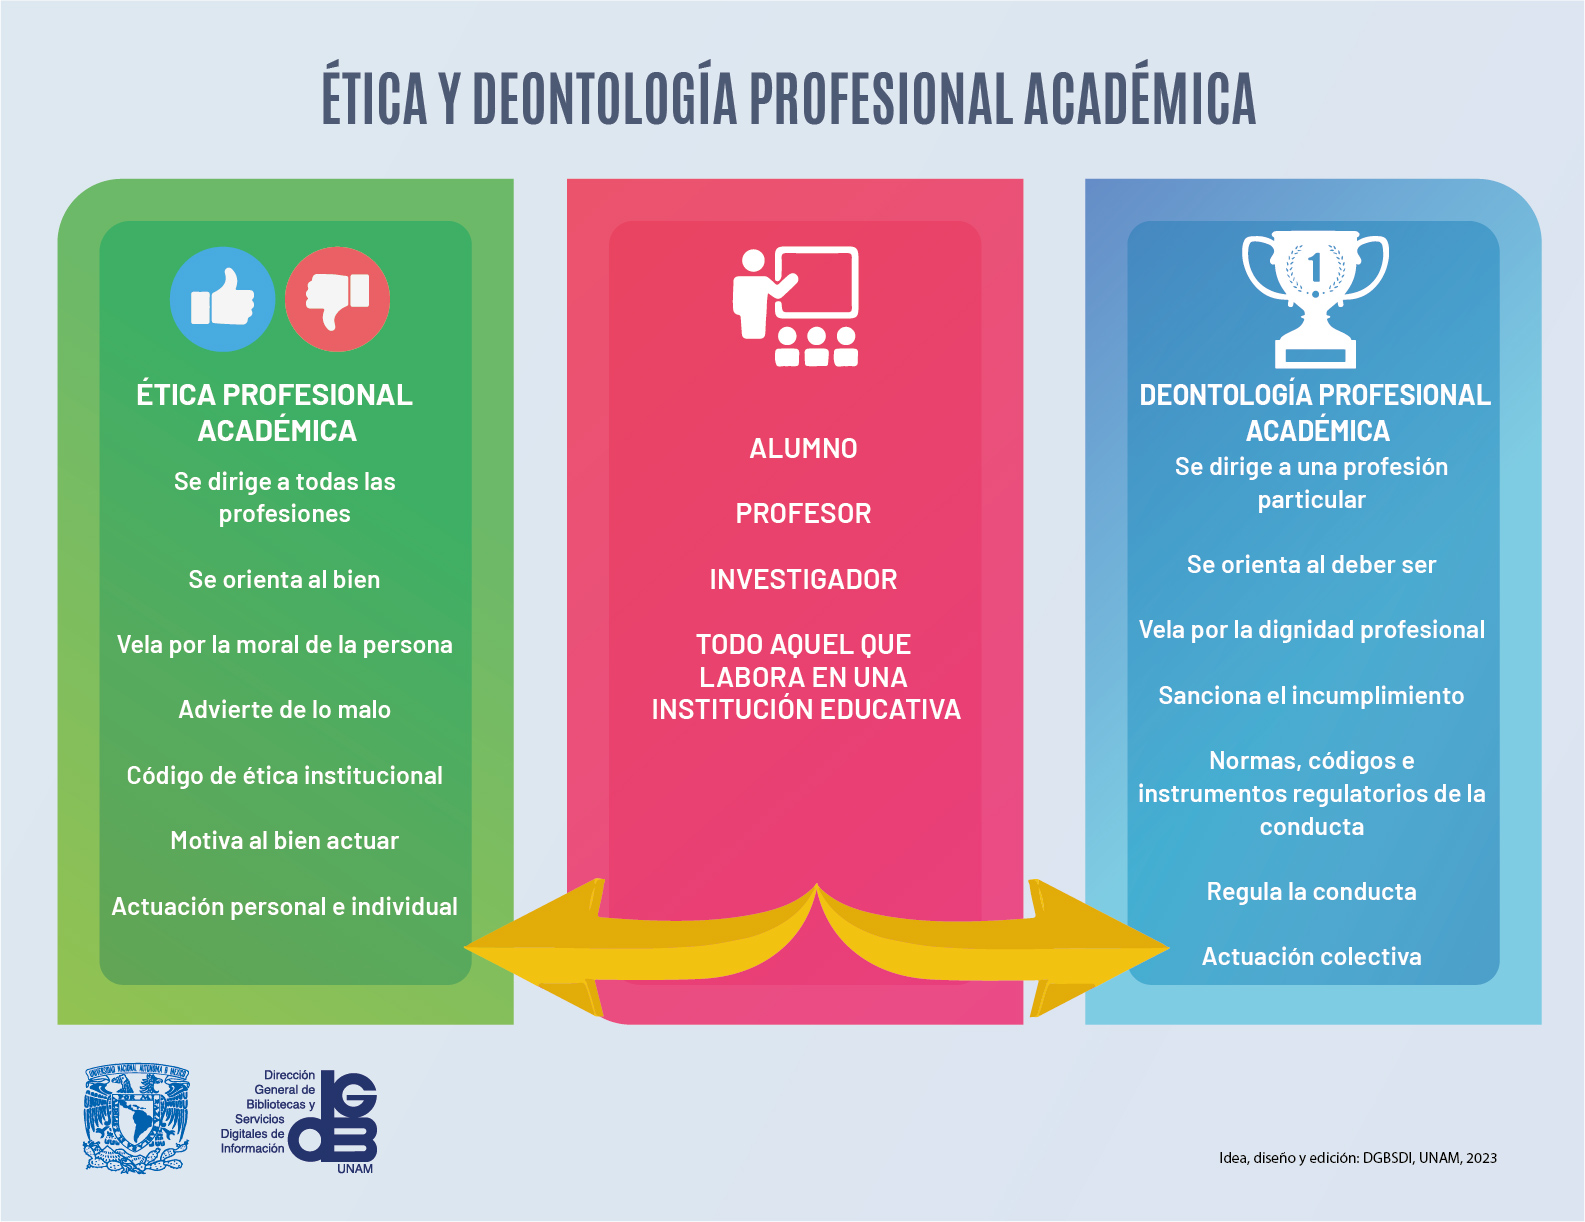 ÉTICA Y DEONTOLOGÍA PROFESIONAL ACADÉMICA
ÉTICA PROFESIONAL
ACADÉMICA
Se dirige a todas las
profesiones
Se orienta al bien
Vela por la moral de la persona
Advierte de lo malo
Código de ética institucional
Motiva al bien actuar
Actuación personal e individual
ALUMNO
PROFESOR
INVESTIGADOR
TODO AQUEL QUE
LABORA EN UNA
INSTITUCIÓN EDUCATIVA
1
DEONTOLOGÍA PROFESIONAL
ACADÉMICA
Se dirige a una profesión
particular
Se orienta al deber ser
Vela por la dignidad profesional
Sanciona el incumplimiento
Normas, códigos e
instrumentos regulatorios de la
conducta
Regula la conducta
Actuación colectiva
UNIVERSIDAD NACIONAL AUTONOMA DE MEXICO
Dirección
General de
Bibliotecas y
Servicios
Digitales de
Información
DGB
UNAM
Idea, diseño y edición: DGBSDI, UNAM, 2023